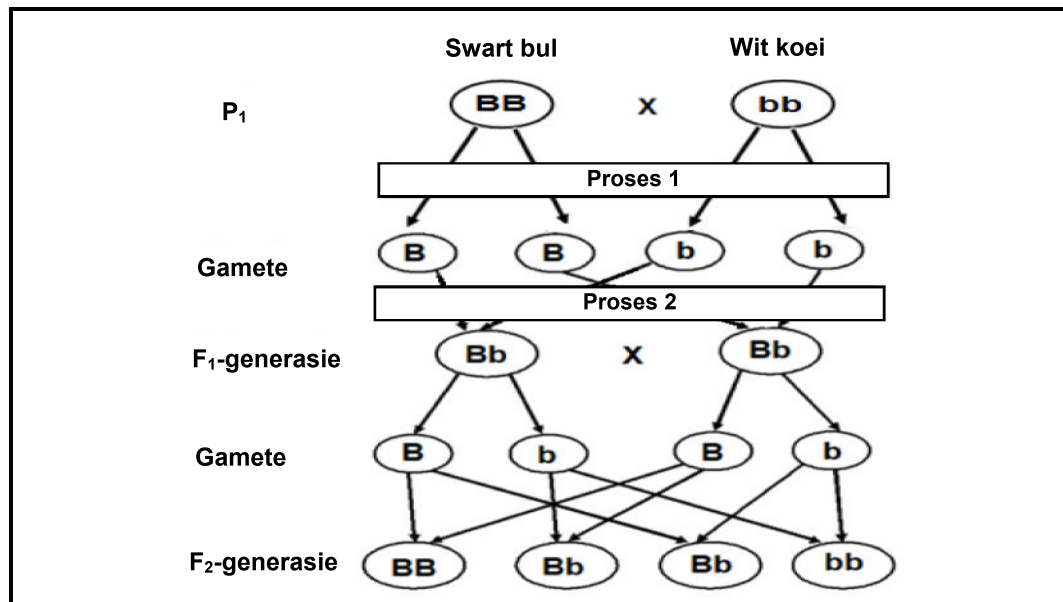 Swart bul Wit koei
P₁ BB X bb
Proses 1
B B b b
Gamete
Proses 2
F₁-generasie Bb X Bb
Gamete B b B b
F₂-generasie BB Bb Bb bb